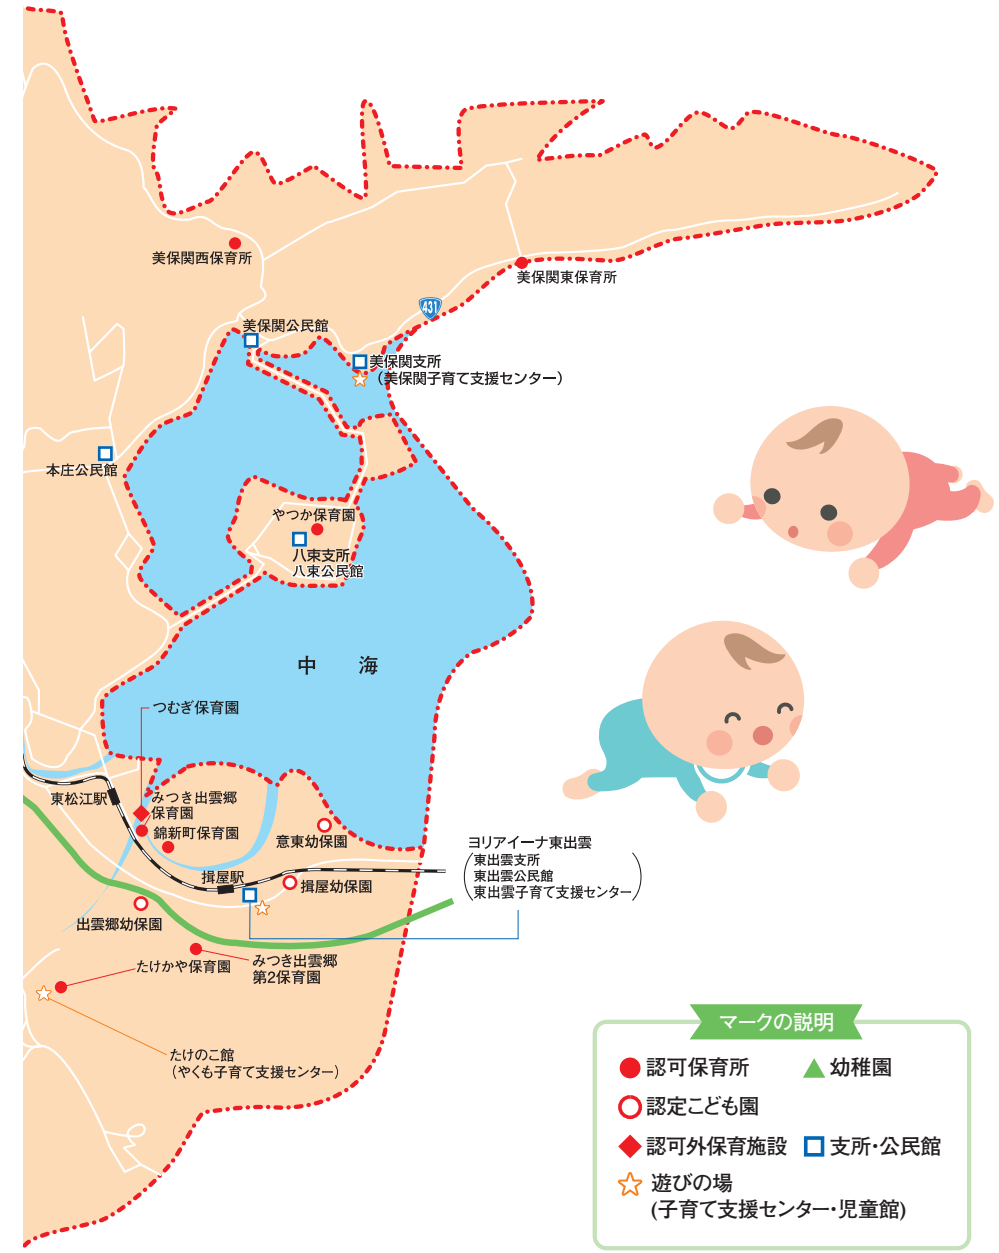 美保関西保育所
美保関東保育所
431
美保関公民館
美保関支所
(美保関子育て支援センター)
本庄公民館
やつか保育園
八束支所
八束公民館
中 海
つむぎ保育園
東松江駅
みつき出雲郷
保育園
錦新町保育園
意東幼保園
ヨリアイーナ東出雲
東出雲支所
東出雲公民館
東出雲子育て支援センター
揖屋駅
揖屋幼保園
出雲郷幼保園
みつき出雲郷
第2保育園
たけかや保育園
たけのこ館
(やくも子育て支援センター)
マークの説明
認可保育所
幼稚園
認定こども園
認可外保育施設
支所・公民館
遊びの場
(子育て支援センター・児童館)